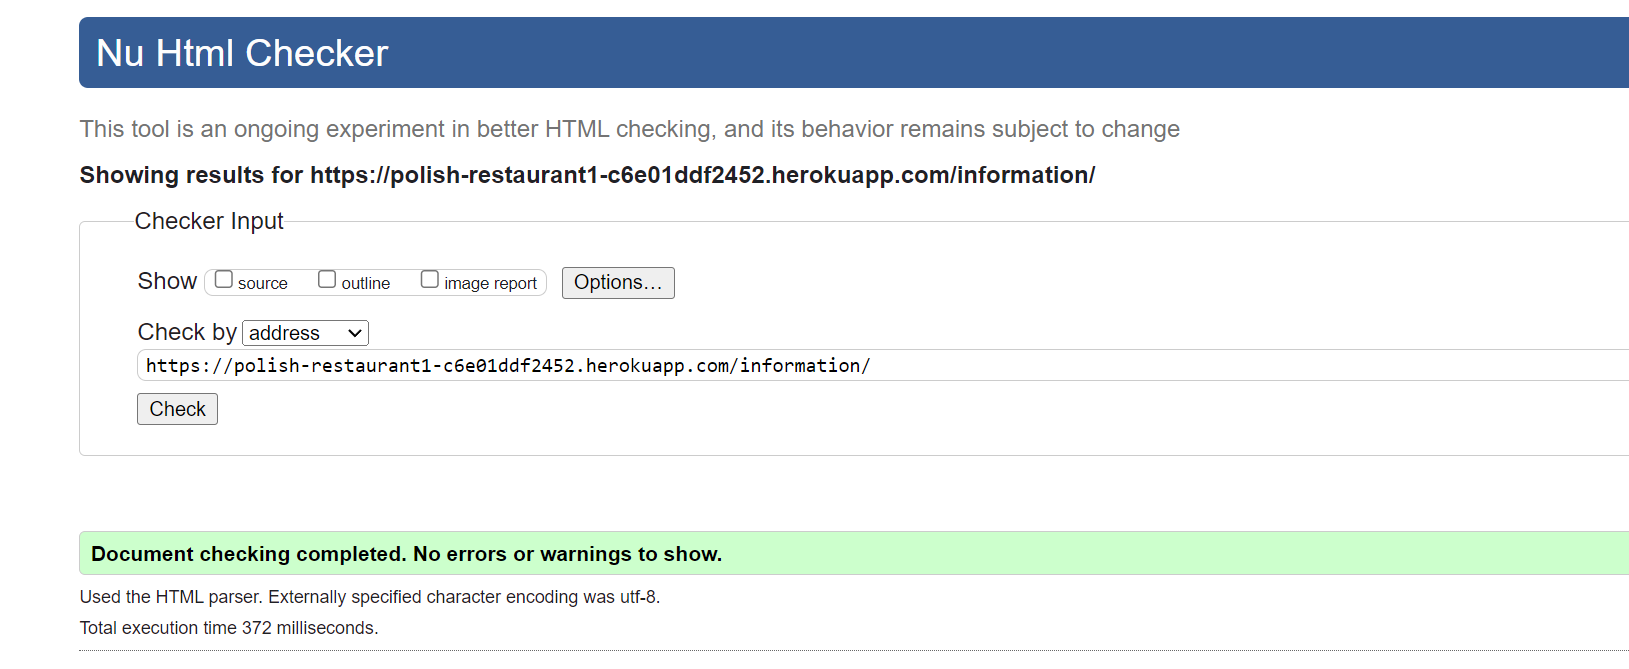 Nu Html Checker
This tool is an ongoing experiment in better HTML checking, and its behavior remains subject to change
Showing results for https://polish-restaurant1-c6e01ddf2452.herokuapp.com/information/
Checker Input
Show source outline image report Options...
Check by address
https://polish-restaurant1-c6e01ddf2452.herokuapp.com/information/
Check
Document checking completed. No errors or warnings to show.
Used the HTML parser. Externally specified character encoding was utf-8.
Total execution time 372 milliseconds.